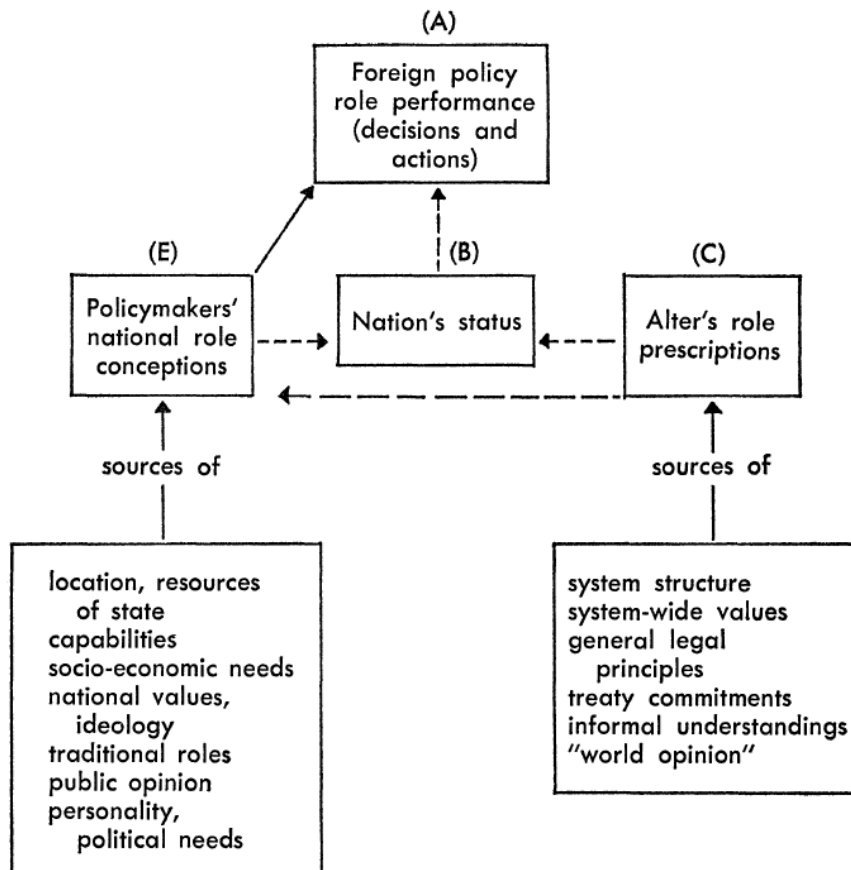 (A)
Foreign policy
role performance
(decisions and
actions)
(E)
Policymakers'
national role
conceptions
(B)
Nation's status
(C)
Alter's role
prescriptions
sources of
sources of
location, resources
of state
capabilities
socio-economic needs
national values,
ideology
traditional roles
public opinion
personality,
political needs
system structure
system-wide values
general legal
principles
treaty commitments
informal understandings
"world opinion"